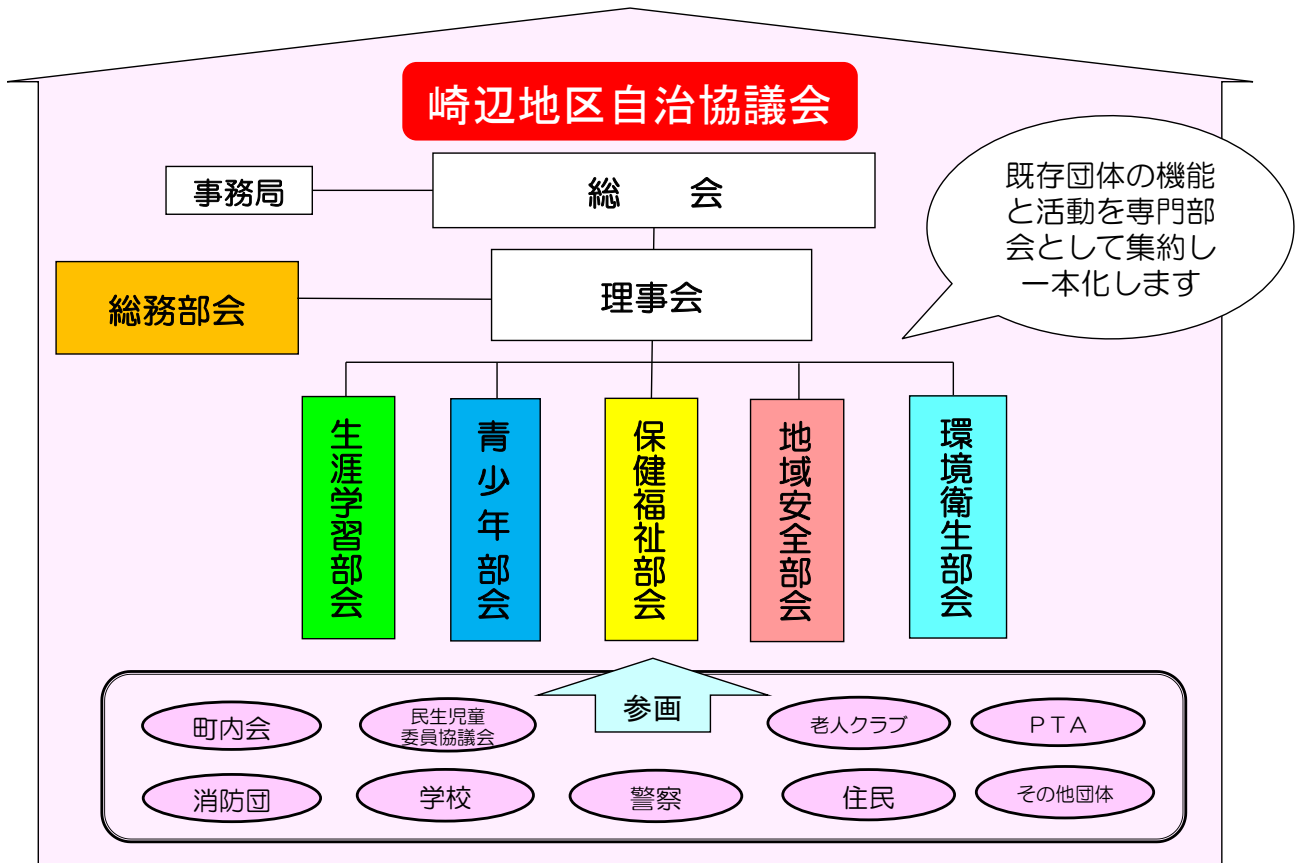 崎辺地区自治協議会
事務局
総　会
既存団体の機能
と活動を専門部
会として集約し
一本化します
総務部会
理事会
生涯学習部会
青少年部会
保健福祉部会
地域安全部会
環境衛生部会
参画
町内会
民生児童
委員協議会
老人クラブ
ＰＴＡ
消防団
学校
警察
住民
その他団体